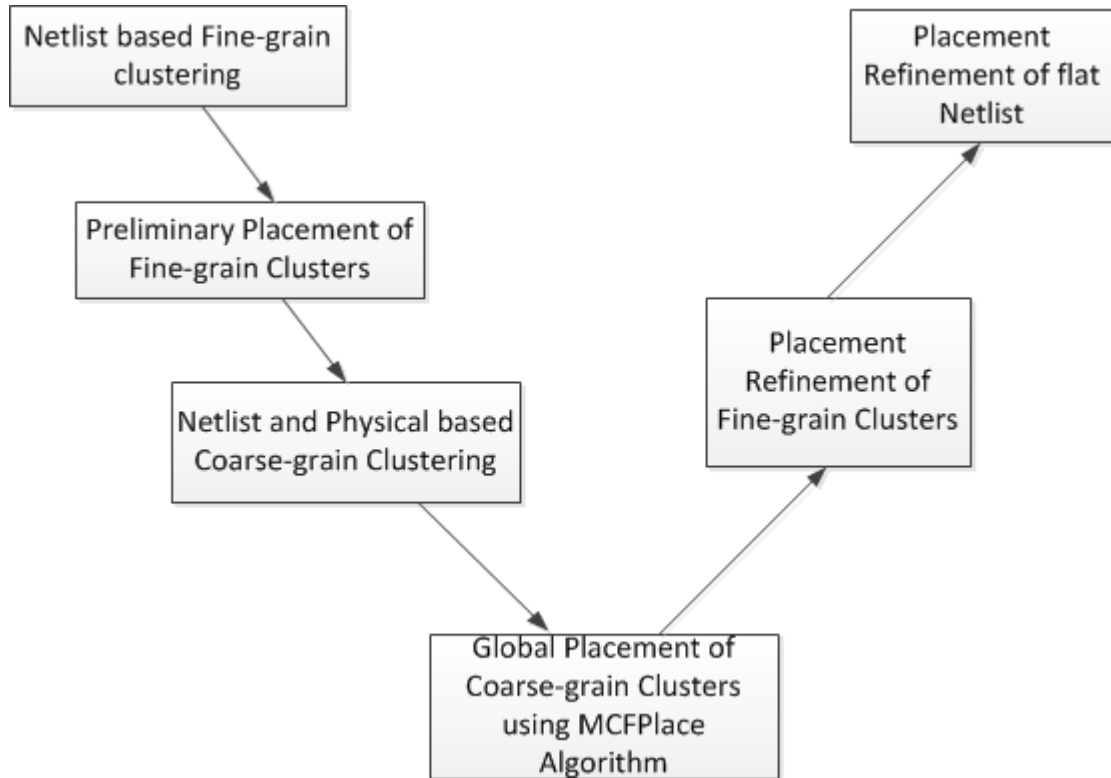 Netlist based Fine-grain
clustering
Preliminary Placement of
Fine-grain Clusters
Netlist and Physical based
Coarse-grain Clustering
Global Placement of
Coarse-grain Clusters
using MCFPlace
Algorithm
Placement
Refinement of
Fine-grain Clusters
Placement
Refinement of flat
Netlist